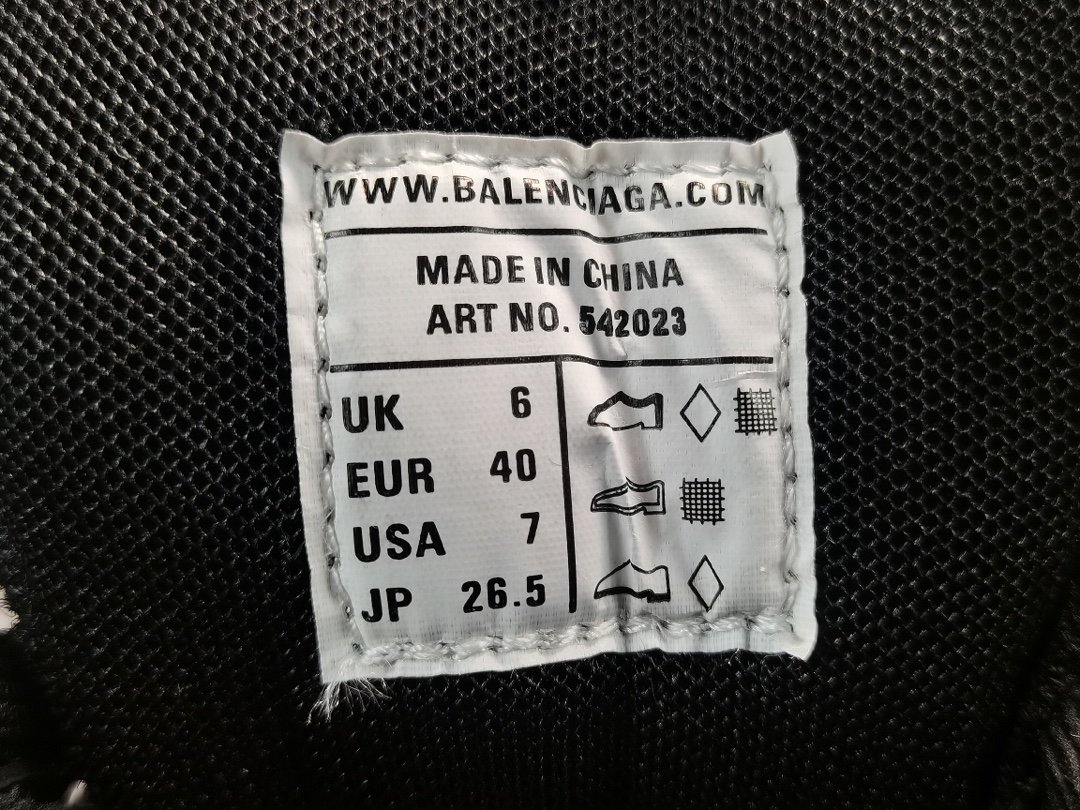 WWW.BALENCIAGA.COM
MADE IN CHINA
ART NO. 542023
UK 6
EUR 40
USA 7
JP 26.5